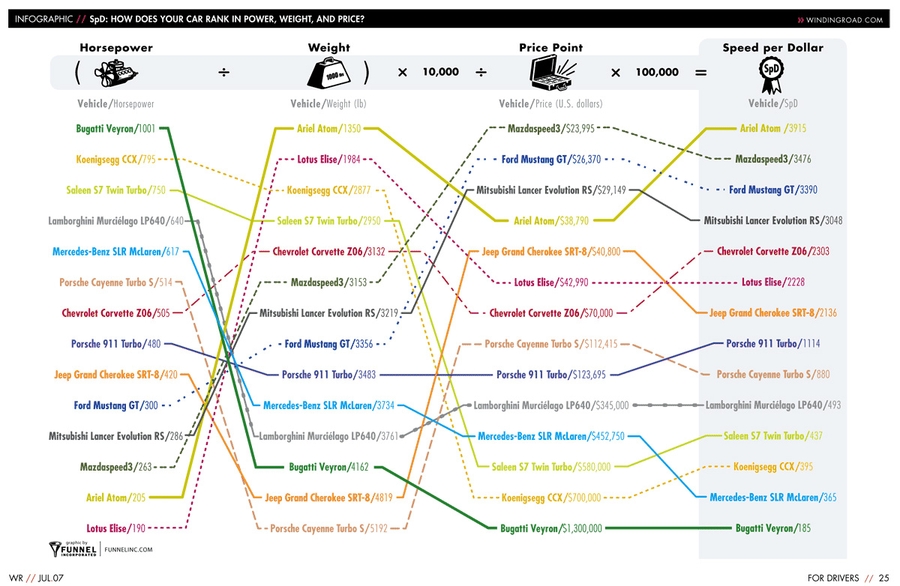 INFOGRAPHIC // SpD: HOW DOES YOUR CAR RANK IN POWER, WEIGHT, AND PRICE?
WINDINGROAD.COM
Horsepower
Weight
Price Point
Speed per Dollar
( ÷ 1000 lbs ) × 10,000 ÷ × 100,000 = SpD
Vehicle/Horsepower
Bugatti Veyron/1001
Koenigsegg CCX/795
Saleen S7 Twin Turbo/750
Lamborghini Murciélago LP640/640
Mercedes-Benz SLR McLaren/617
Porsche Cayenne Turbo S/514
Chevrolet Corvette Z06/505
Porsche 911 Turbo/480
Jeep Grand Cherokee SRT-8/420
Ford Mustang GT/300
Mitsubishi Lancer Evolution RS/286
Mazdaspeed3/263
Ariel Atom/205
Lotus Elise/190
Vehicle/Weight (lb)
Ariel Atom/1350
Lotus Elise/1984
Koenigsegg CCX/2877
Saleen S7 Twin Turbo/2950
Chevrolet Corvette Z06/3132
Mazdaspeed3/3153
Mitsubishi Lancer Evolution RS/3219
Ford Mustang GT/3356
Porsche 911 Turbo/3483
Mercedes-Benz SLR McLaren/3734
Lamborghini Murciélago LP640/3761
Bugatti Veyron/4162
Jeep Grand Cherokee SRT-8/4819
Porsche Cayenne Turbo S/5192
Vehicle/Price (U.S. dollars)
Mazdaspeed3/$23,995
Ford Mustang GT/$26,370
Mitsubishi Lancer Evolution RS/$29,149
Ariel Atom/$38,790
Jeep Grand Cherokee SRT-8/$40,800
Lotus Elise/$42,990
Chevrolet Corvette Z06/$70,000
Porsche Cayenne Turbo S/$112,415
Porsche 911 Turbo/$123,695
Lamborghini Murciélago LP640/$345,000
Mercedes-Benz SLR McLaren/$452,750
Saleen S7 Twin Turbo/$580,000
Koenigsegg CCX/$700,000
Bugatti Veyron/$1,300,000
Vehicle/SpD
Ariel Atom /3915
Mazdaspeed3/3476
Ford Mustang GT/3390
Mitsubishi Lancer Evolution RS/3048
Chevrolet Corvette Z06/2303
Lotus Elise/2228
Jeep Grand Cherokee SRT-8/2136
Porsche 911 Turbo/1114
Porsche Cayenne Turbo S/880
Lamborghini Murciélago LP640/493
Saleen S7 Twin Turbo/437
Koenigsegg CCX/395
Mercedes-Benz SLR McLaren/365
Bugatti Veyron/185
graphic by
FUNNEL
INCORPORATED
FUNNELINC.COM
WR // JUL.07
FOR DRIVERS // 25